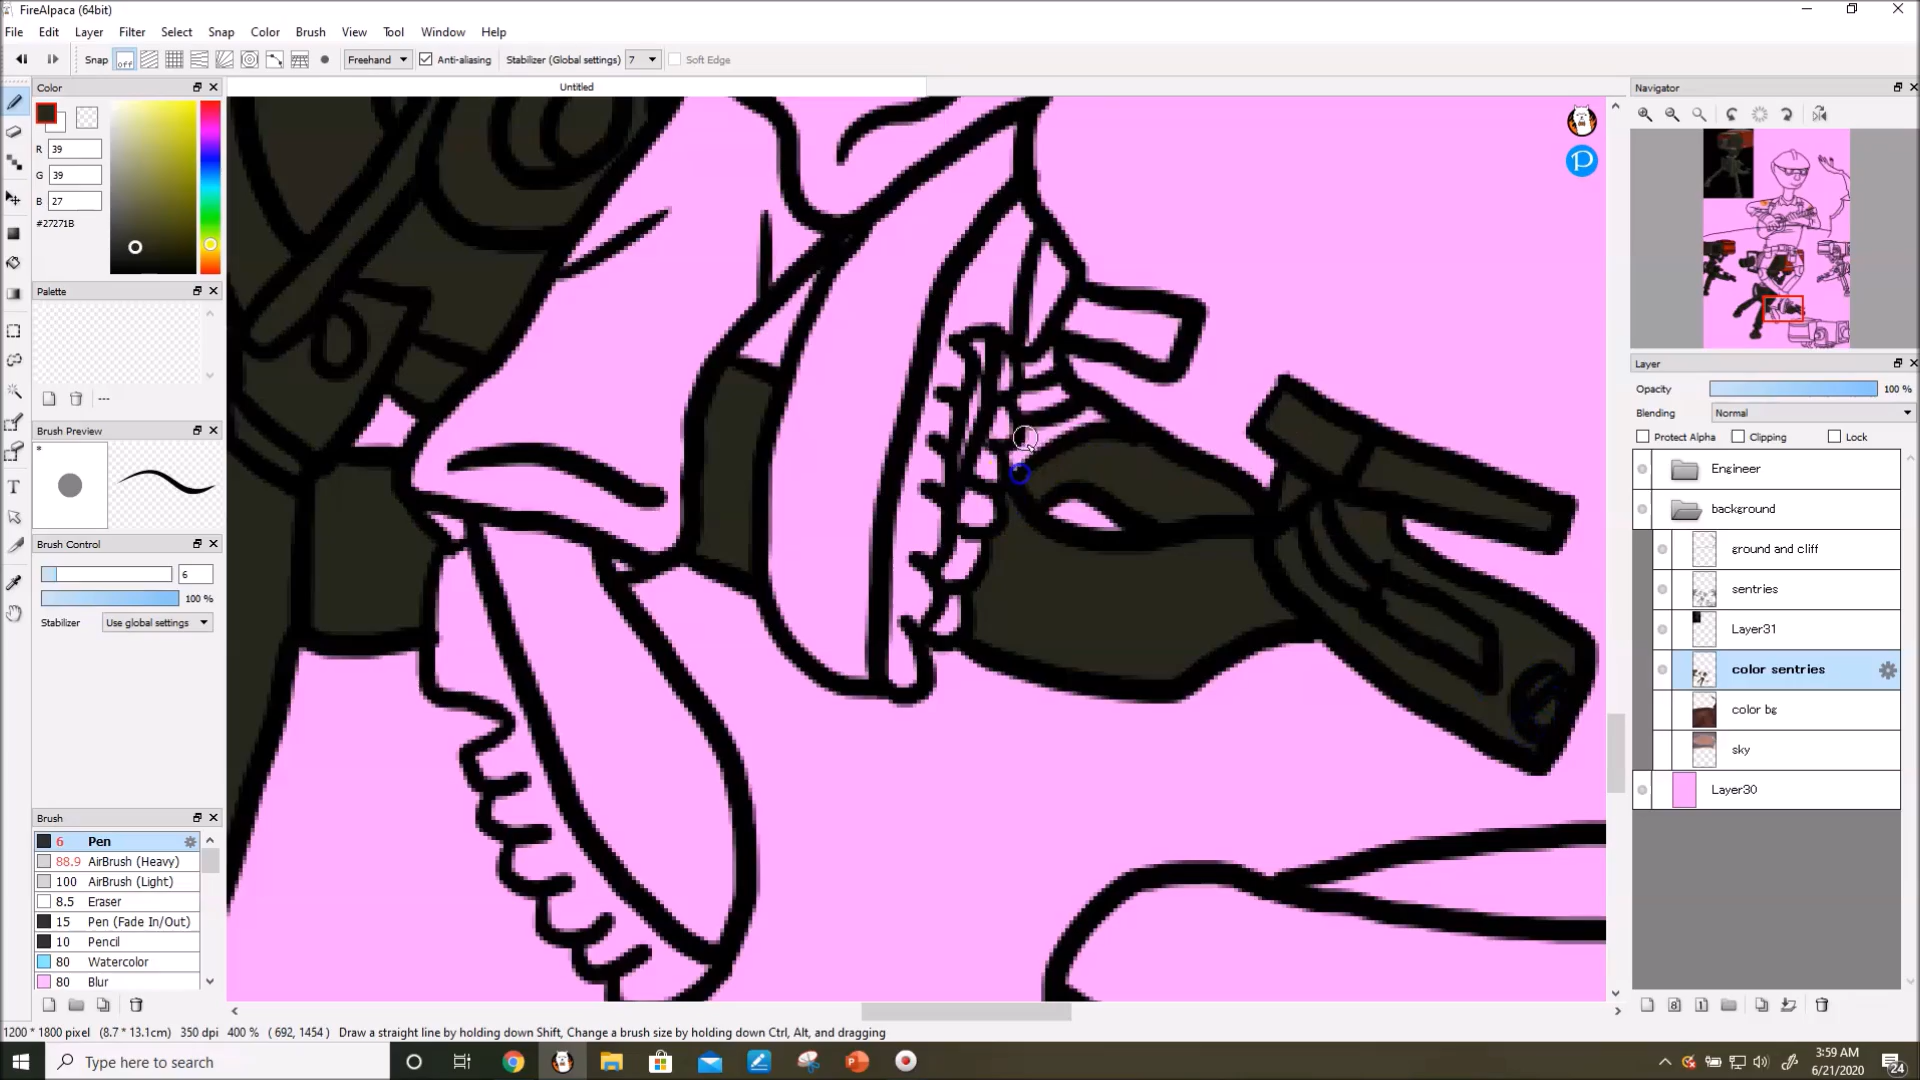 FireAlpaca (64bit)
File Edit Layer Filter Select Snap Color Brush View Tool Window Help
Snap off Freehand Anti-aliasing Stabilizer (Global settings) 7 Soft Edge
Color
Untitled
Navigator
R 39
G 39
B 27
#27271B
Palette
---
Brush Preview
*
Brush Control
6
100 %
Stabilizer Use global settings
Brush
6 Pen
88.9 AirBrush (Heavy)
100 AirBrush (Light)
8.5 Eraser
15 Pen (Fade In/Out)
10 Pencil
80 Watercolor
80 Blur
P
Layer
Opacity 100 %
Blending Normal
Protect Alpha Clipping Lock
Engineer
background
ground and cliff
sentries
Layer31
color sentries
color bg
sky
Layer30
1200 * 1800 pixel (8.7 * 13.1cm) 350 dpi 400 % ( 692, 1454 ) Draw a straight line by holding down Shift, Change a brush size by holding down Ctrl, Alt, and dragging
Type here to search
3:59 AM
6/21/2020
24